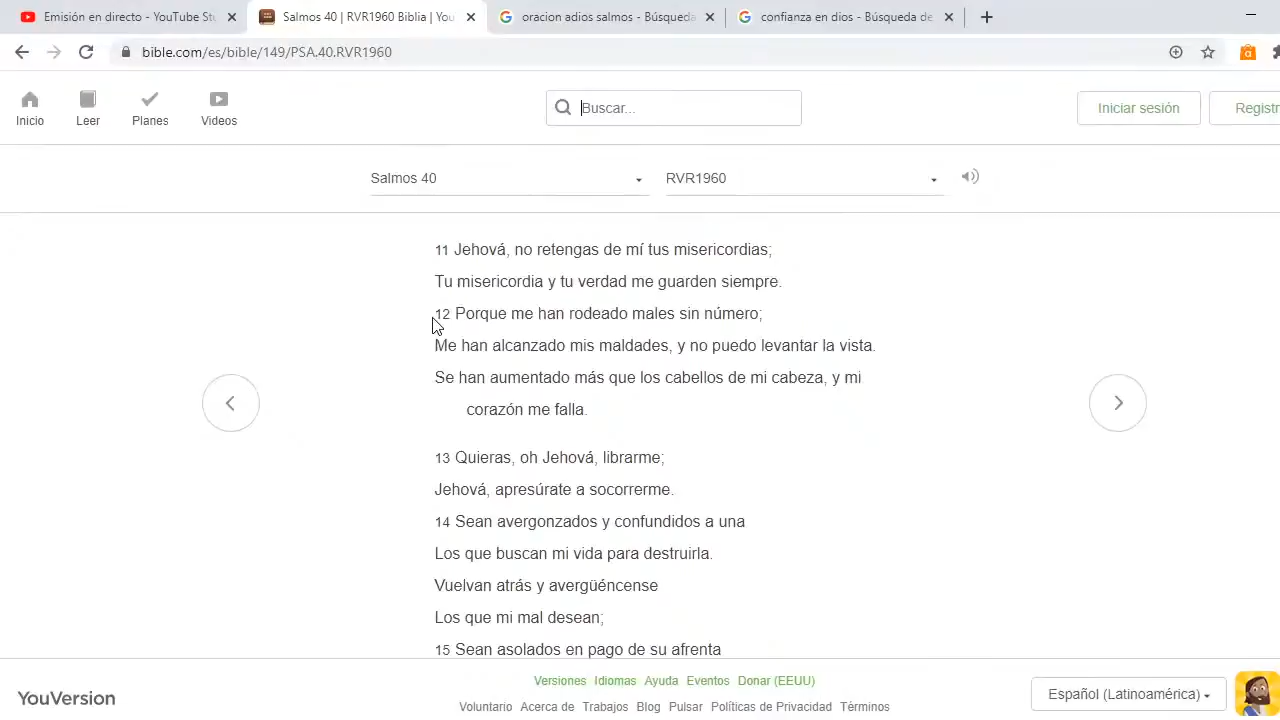 Emisión en directo - YouTube Stu
Salmos 40 | RVR1960 Biblia | You
oracion adios salmos - Búsqueda
confianza en dios - Búsqueda de
bible.com/es/bible/149/PSA.40.RVR1960
Inicio
Leer
Planes
Videos
Buscar...
Iniciar sesión
Registr
Salmos 40
RVR1960
11 Jehová, no retengas de mí tus misericordias;
Tu misericordia y tu verdad me guarden siempre.
12 Porque me han rodeado males sin número;
Me han alcanzado mis maldades, y no puedo levantar la vista.
Se han aumentado más que los cabellos de mi cabeza, y mi
corazón me falla.
13 Quieras, oh Jehová, librarme;
Jehová, apresúrate a socorrerme.
14 Sean avergonzados y confundidos a una
Los que buscan mi vida para destruirla.
Vuelvan atrás y avergüéncense
Los que mi mal desean;
15 Sean asolados en pago de su afrenta
YouVersion
Versiones Idiomas Ayuda Eventos Donar (EEUU)
Voluntario Acerca de Trabajos Blog Pulsar Políticas de Privacidad Términos
Español (Latinoamérica)